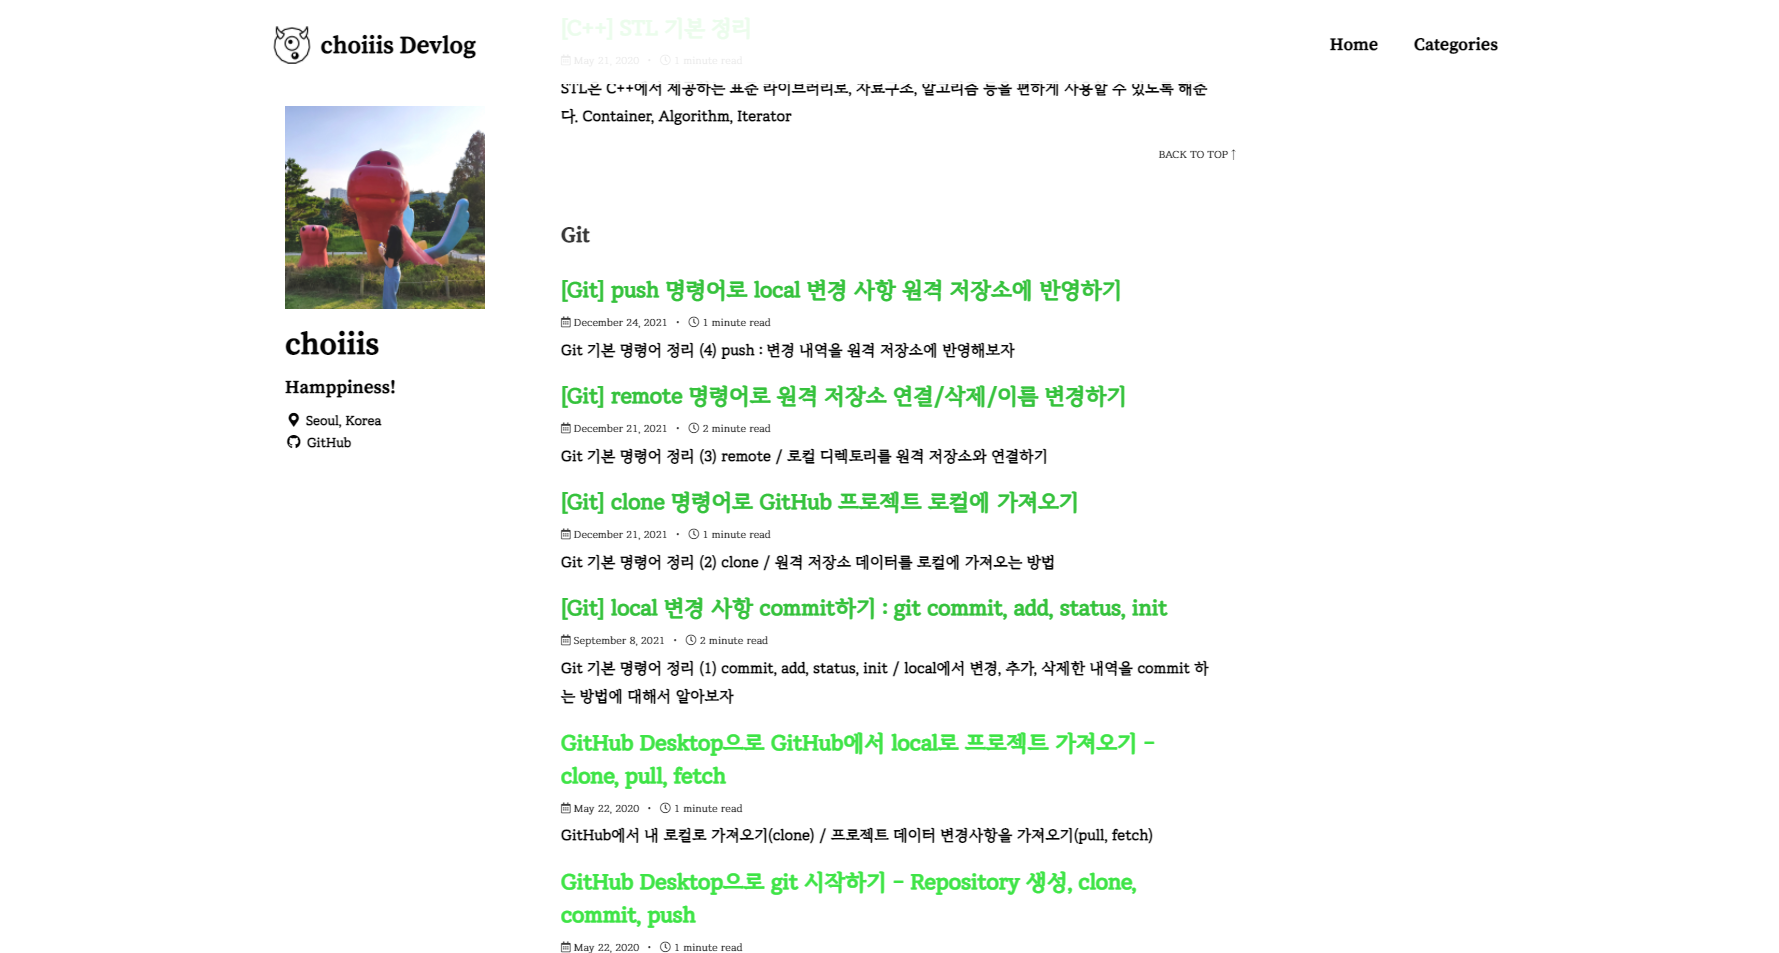 choiiis Devlog
Home
Categories
choiiis
Hamppiness!
Seoul, Korea
GitHub
[C++] STL 기본 정리
May 21, 2020 • 1 minute read
STL은 C++에서 제공하는 표준 라이브러리로, 자료구조, 알고리즘 등을 편하게 사용할 수 있도록 해준
다. Container, Algorithm, Iterator
BACK TO TOP ↑
Git
[Git] push 명령어로 local 변경 사항 원격 저장소에 반영하기
December 24, 2021 • 1 minute read
Git 기본 명령어 정리 (4) push : 변경 내역을 원격 저장소에 반영해보자
[Git] remote 명령어로 원격 저장소 연결/삭제/이름 변경하기
December 21, 2021 • 2 minute read
Git 기본 명령어 정리 (3) remote / 로컬 디렉토리를 원격 저장소와 연결하기
[Git] clone 명령어로 GitHub 프로젝트 로컬에 가져오기
December 21, 2021 • 1 minute read
Git 기본 명령어 정리 (2) clone / 원격 저장소 데이터를 로컬에 가져오는 방법
[Git] local 변경 사항 commit하기 : git commit, add, status, init
September 8, 2021 • 2 minute read
Git 기본 명령어 정리 (1) commit, add, status, init / local에서 변경, 추가, 삭제한 내역을 commit 하
는 방법에 대해서 알아보자
GitHub Desktop으로 GitHub에서 local로 프로젝트 가져오기 -
clone, pull, fetch
May 22, 2020 • 1 minute read
GitHub에서 내 로컬로 가져오기(clone) / 프로젝트 데이터 변경사항을 가져오기(pull, fetch)
GitHub Desktop으로 git 시작하기 - Repository 생성, clone,
commit, push
May 22, 2020 • 1 minute read